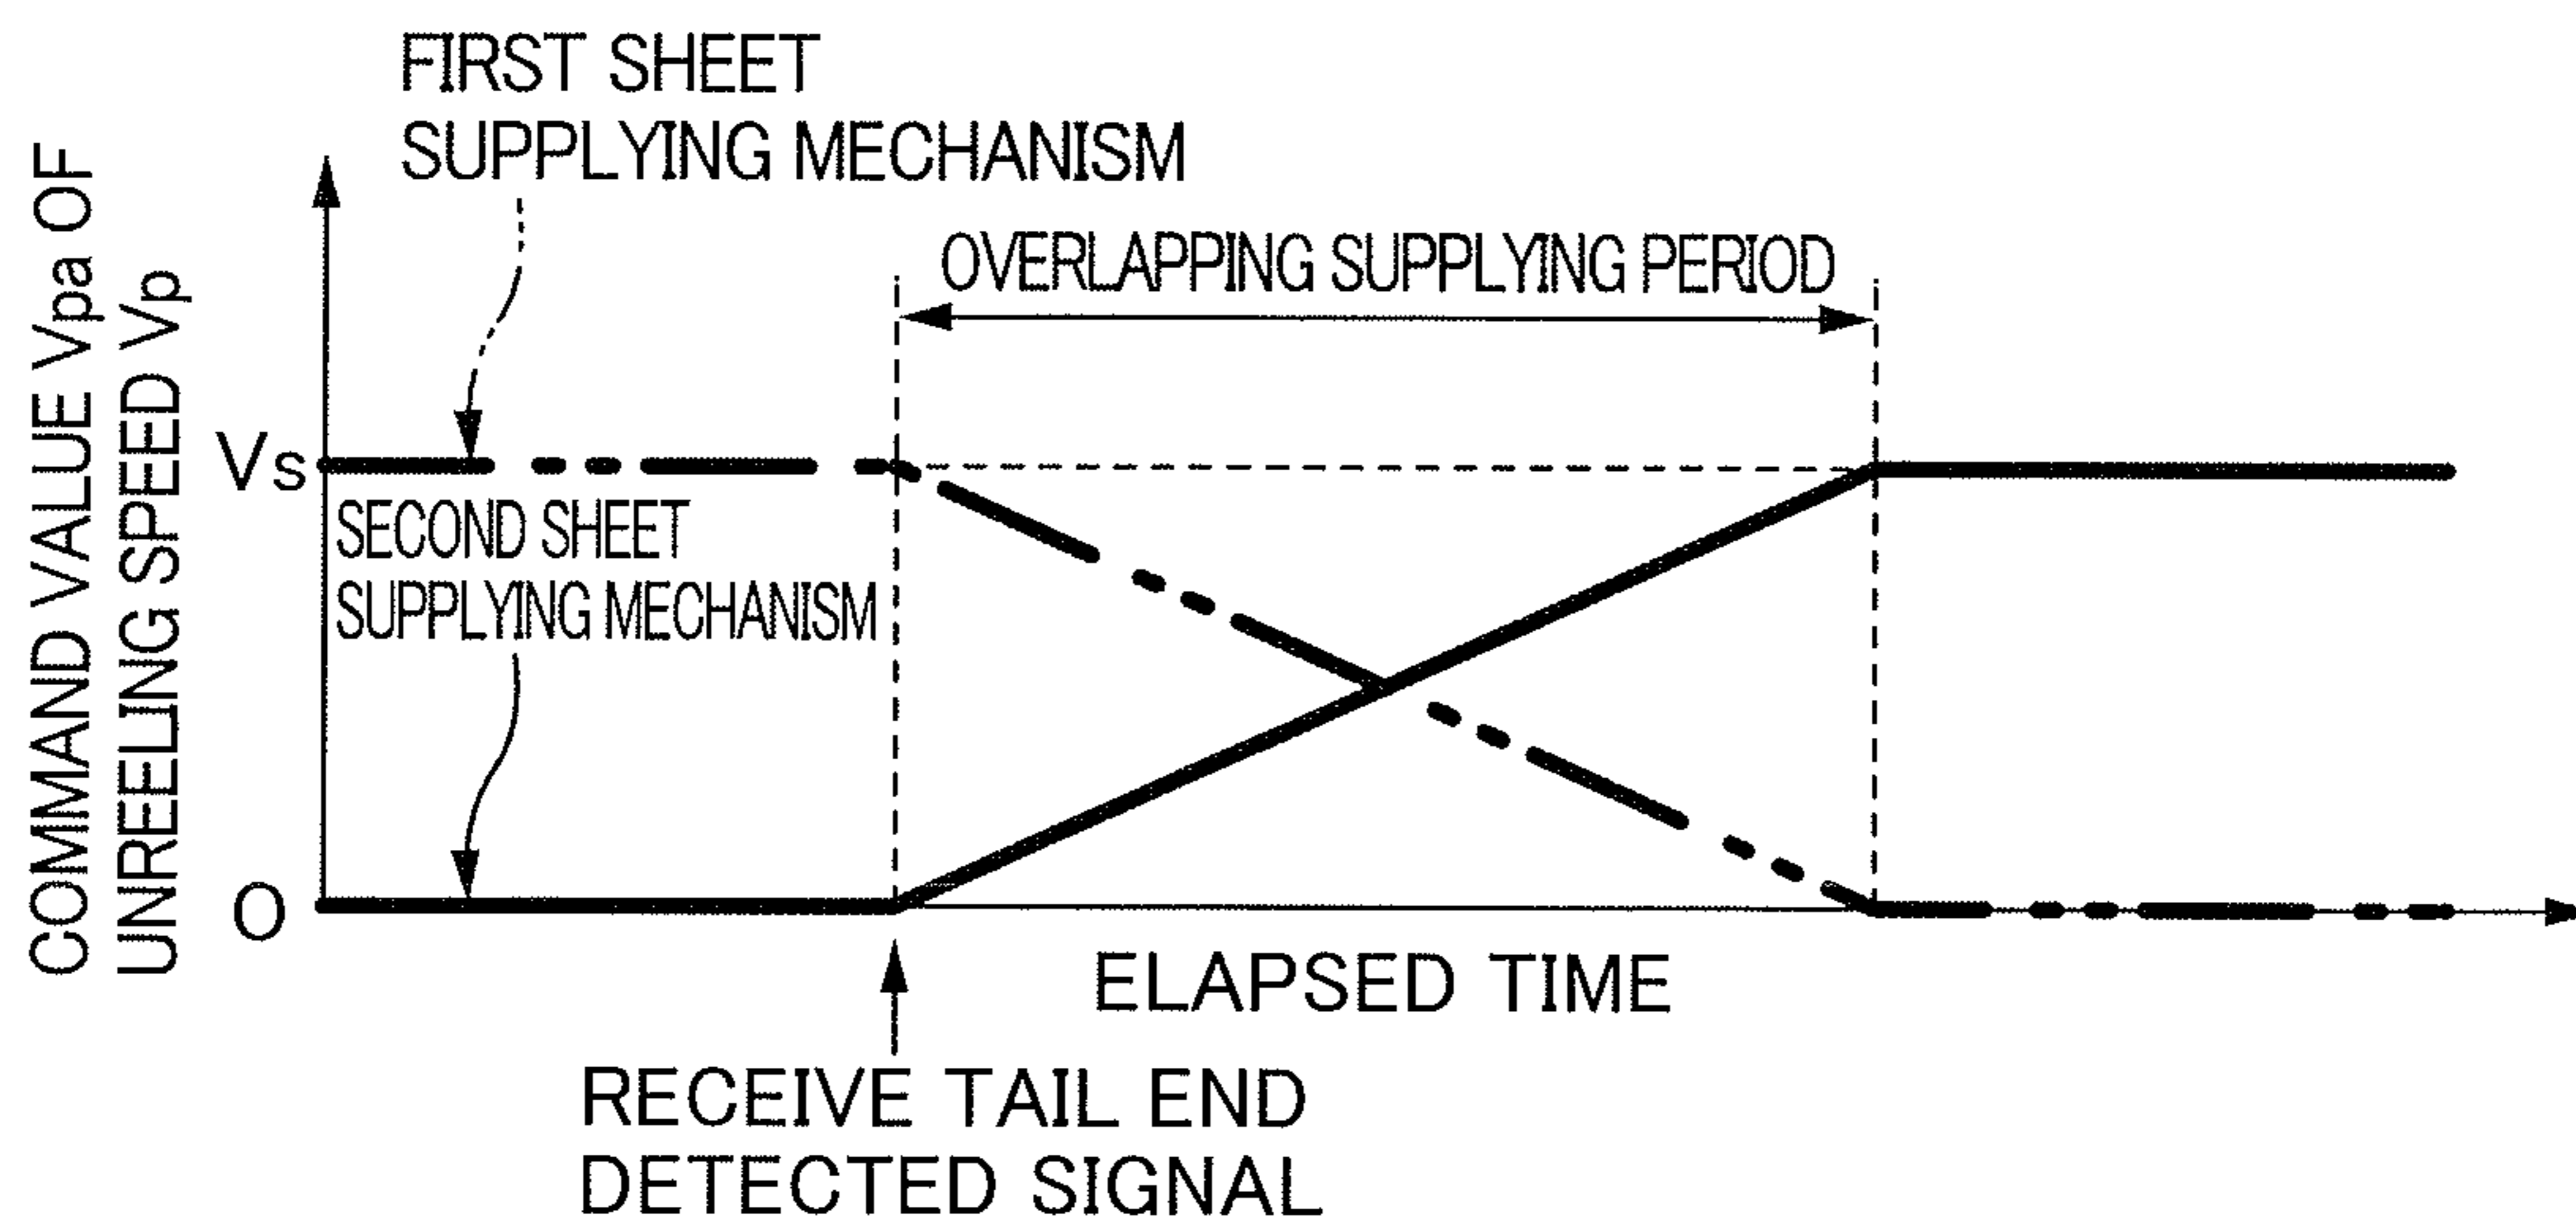 FIRST SHEET
SUPPLYING MECHANISM
COMMAND VALUE Vpa OF
UNREELING SPEED Vp
OVERLAPPING SUPPLYING PERIOD
Vs
SECOND SHEET
SUPPLYING MECHANISM
O
ELAPSED TIME
RECEIVE TAIL END
DETECTED SIGNAL